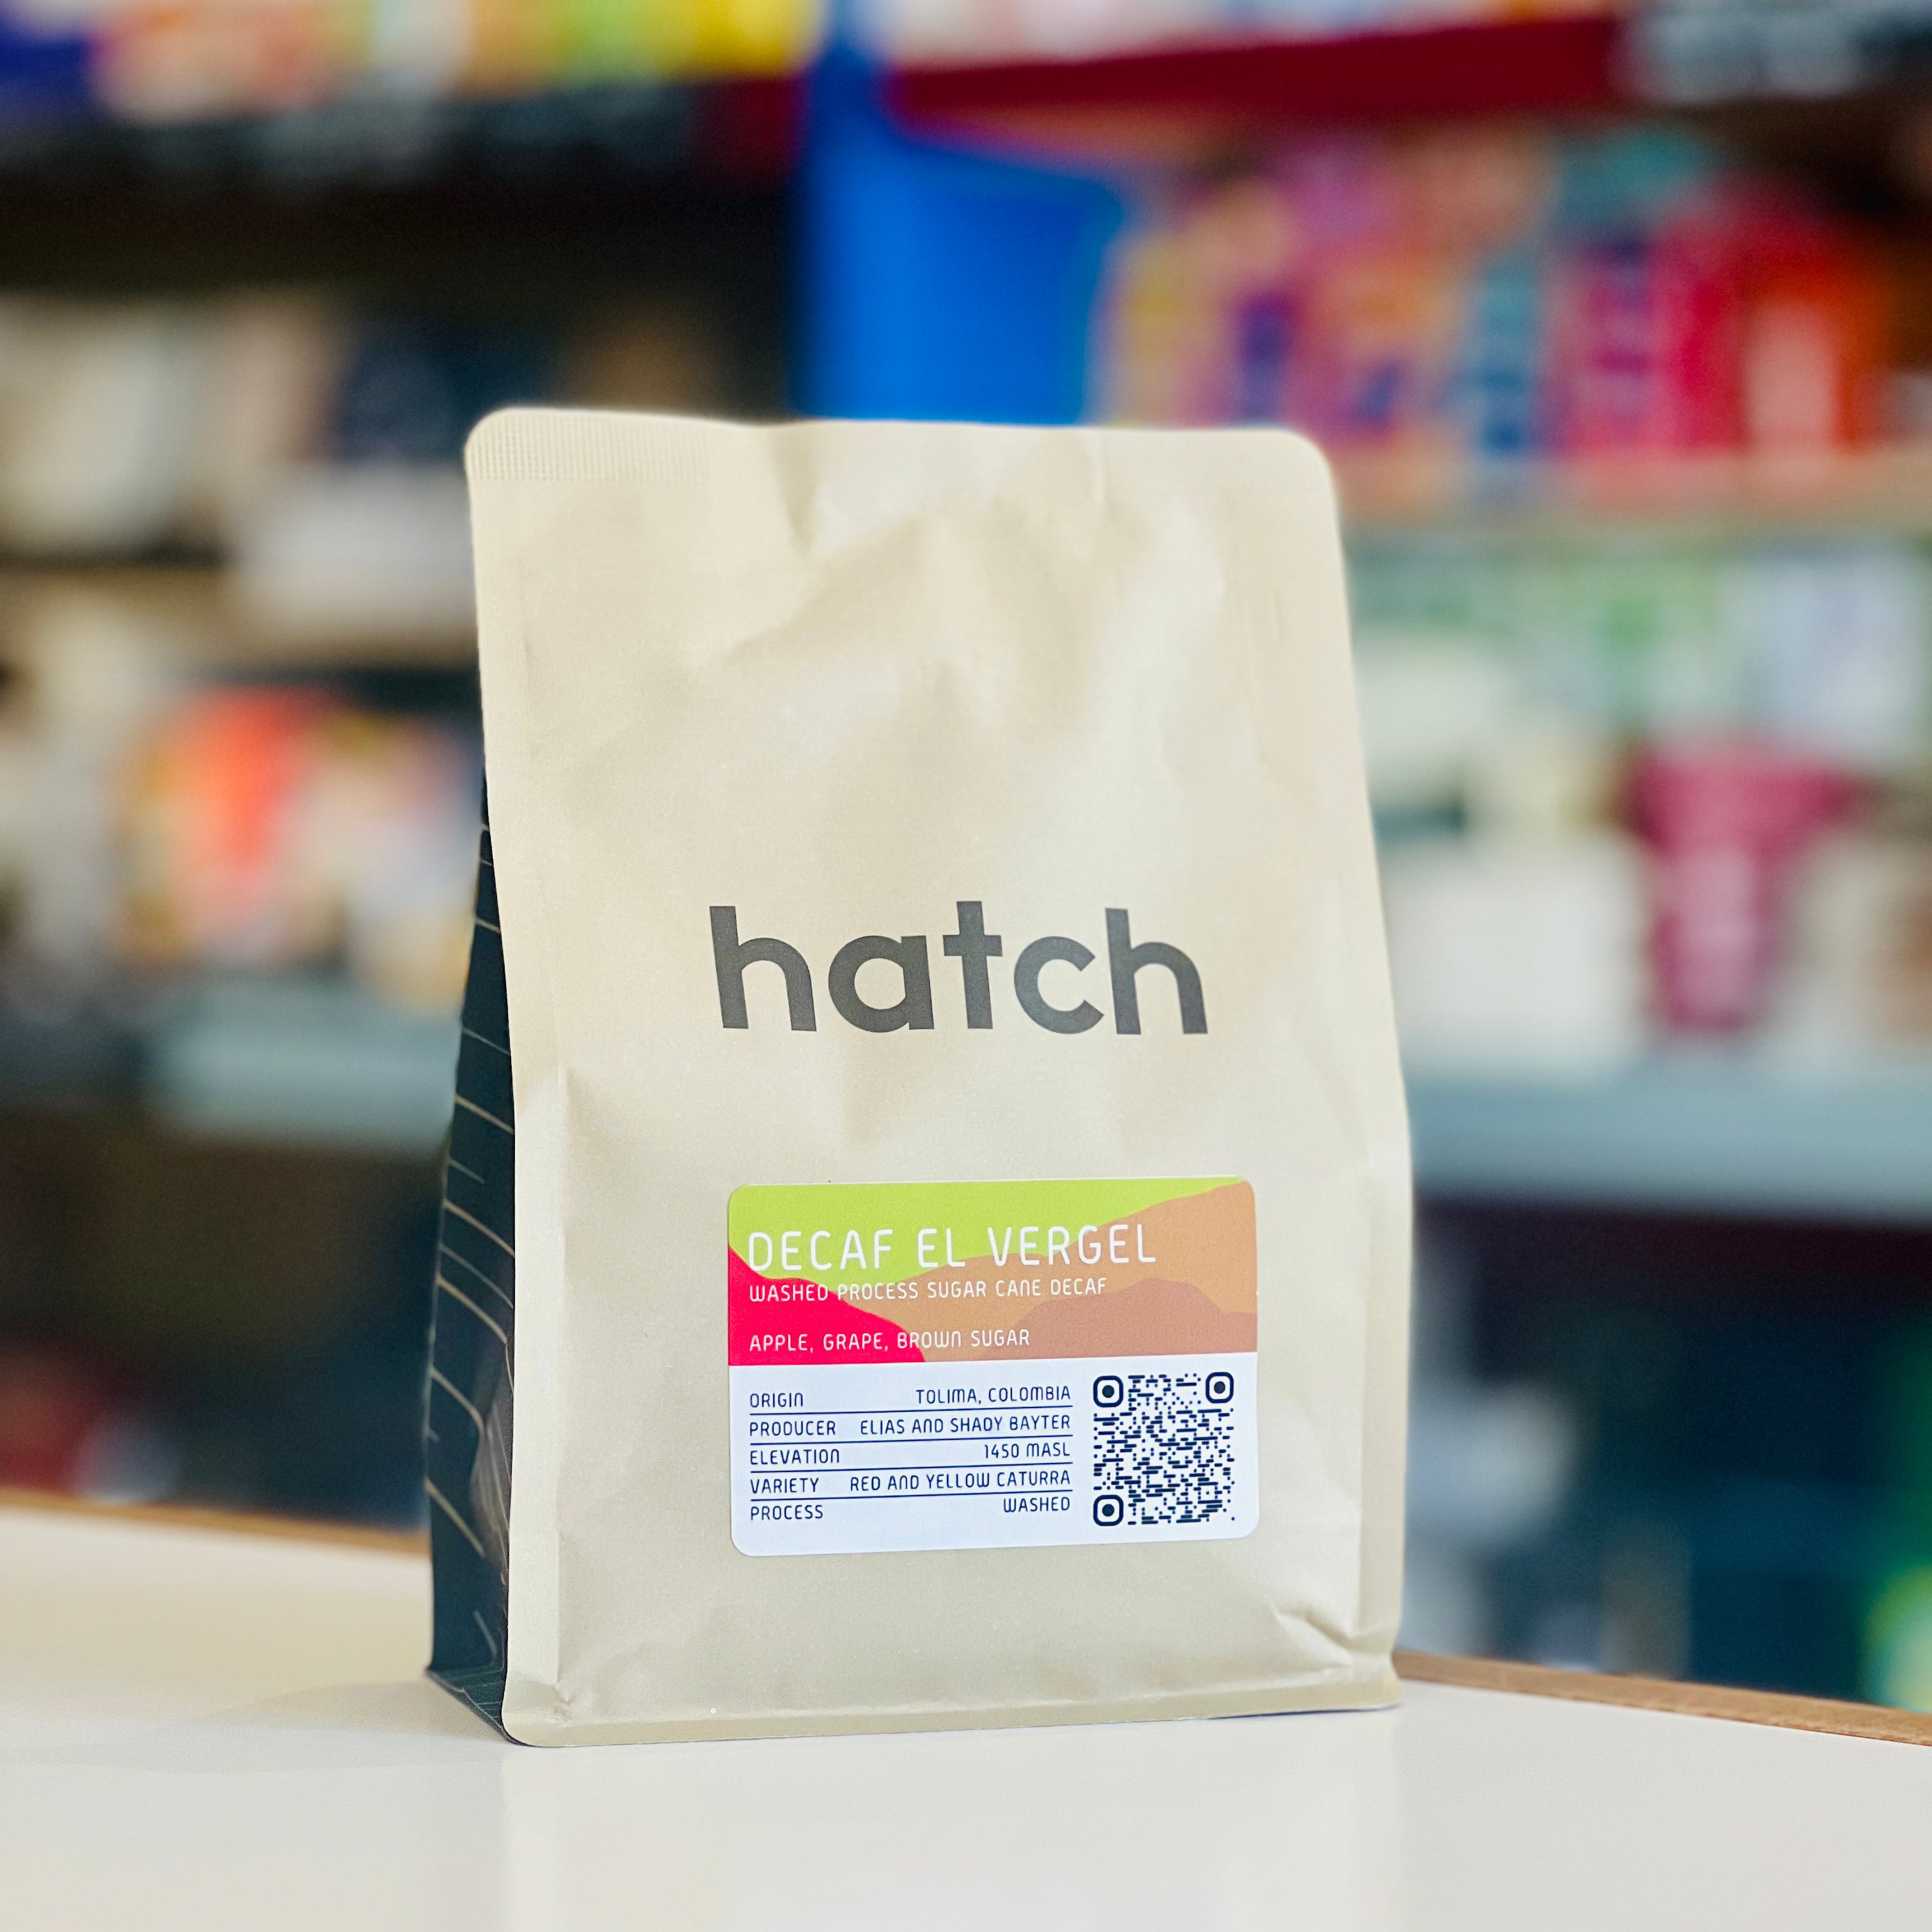 hatch
DECAF EL VERGEL
WASHED PROCESS SUGAR CANE DECAF
APPLE, GRAPE, BROWN SUGAR
ORIGIN TOLIMA, COLOMBIA
PRODUCER ELIAS AND SHADY BAYTER
ELEVATION 1450 MASL
VARIETY RED AND YELLOW CATURRA
PROCESS WASHED